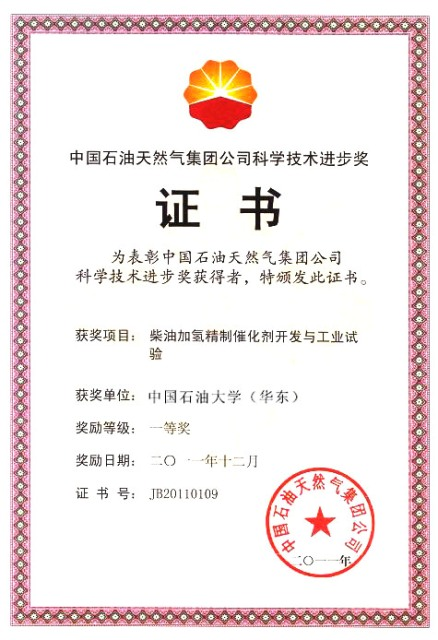 中国石油天然气集团公司科学技术进步奖
证书
为表彰中国石油天然气集团公司
科学技术进步奖获得者，特颁发此证书。
获奖项目：柴油加氢精制催化剂开发与工业试
验
获奖单位：中国石油大学（华东）
奖励等级：一等奖
奖励日期：二〇一一年十二月
证书号：JB20110109
中国石油天然气集团公司
二〇一一年